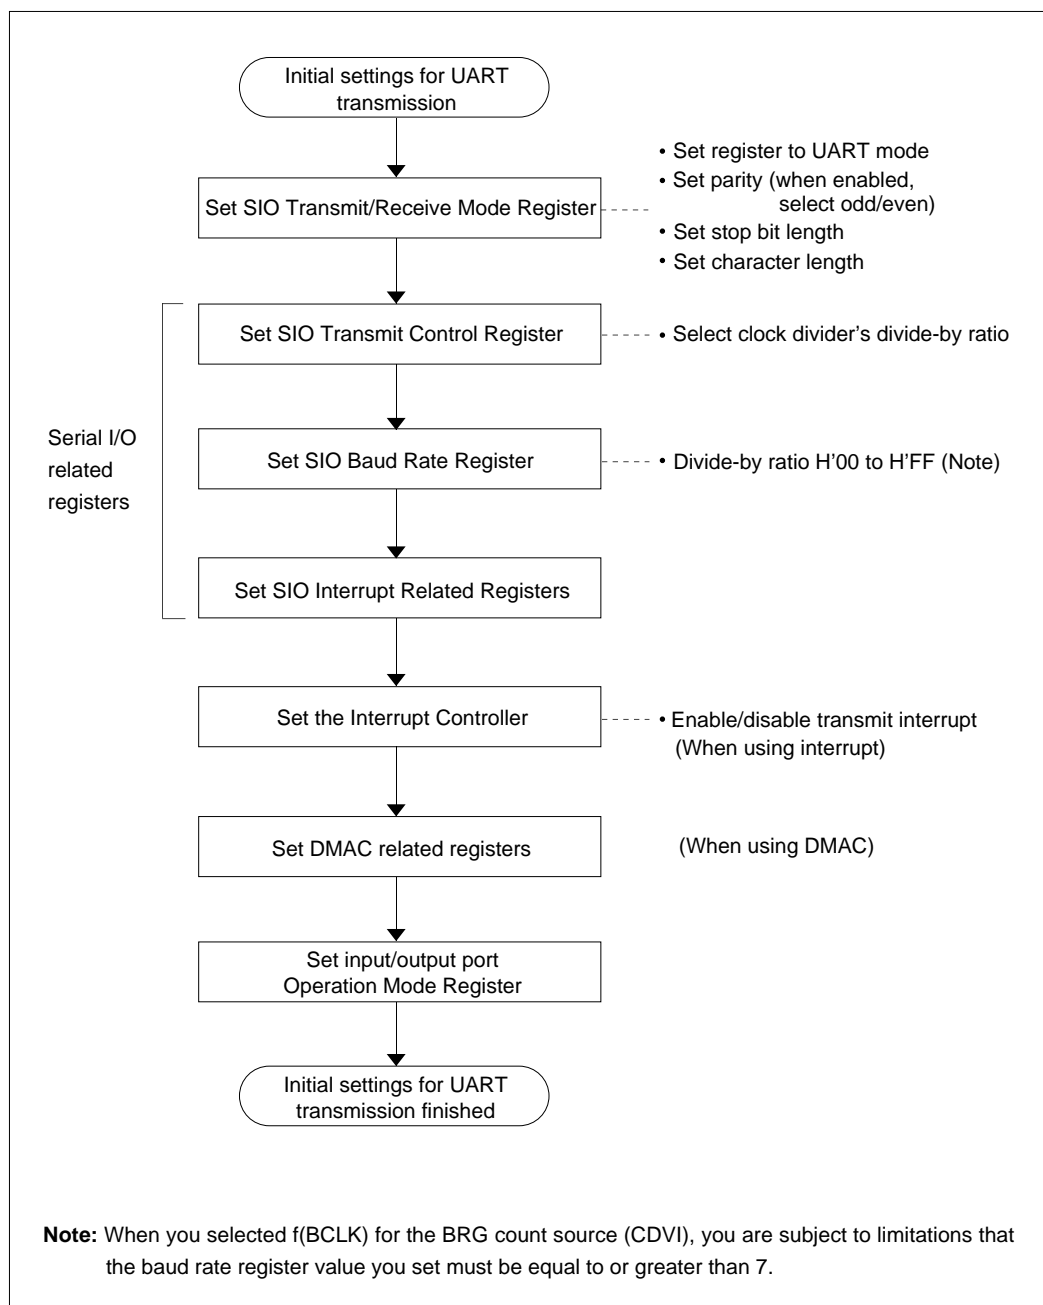 Initial settings for UART
transmission
Set SIO Transmit/Receive Mode Register
• Set register to UART mode
• Set parity (when enabled,
select odd/even)
• Set stop bit length
• Set character length
Serial I/O
related
registers
Set SIO Transmit Control Register
• Select clock divider’s divide-by ratio
Set SIO Baud Rate Register
• Divide-by ratio H’00 to H’FF (Note)
Set SIO Interrupt Related Registers
Set the Interrupt Controller
• Enable/disable transmit interrupt
(When using interrupt)
Set DMAC related registers
(When using DMAC)
Set input/output port
Operation Mode Register
Initial settings for UART
transmission finished
Note: When you selected f(BCLK) for the BRG count source (CDVI), you are subject to limitations that
the baud rate register value you set must be equal to or greater than 7.